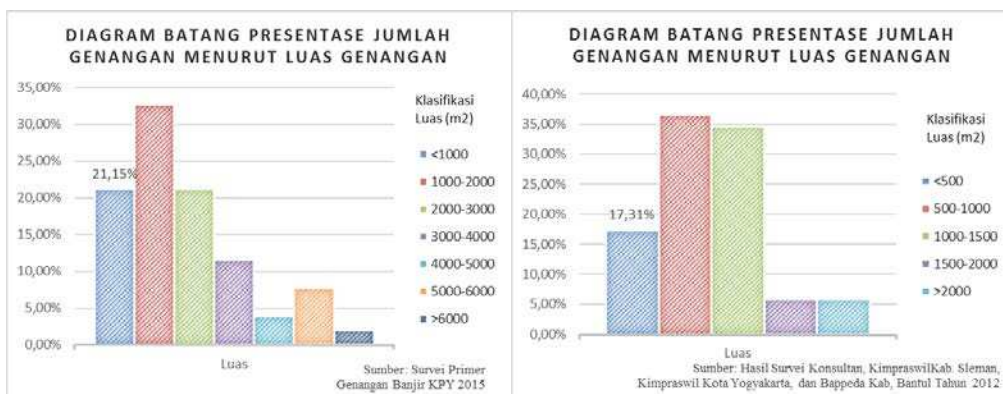 DIAGRAM BATANG PRESENTASE JUMLAH
GENANGAN MENURUT LUAS GENANGAN
35,00%
30,00%
25,00%
20,00%
15,00%
10,00%
5,00%
0,00%
21,15%
Luas
Klasifikasi
Luas (m2)
<1000
1000-2000
2000-3000
3000-4000
4000-5000
5000-6000
>6000
Sumber: Survei Primer
Genangan Banjir KPY 2015
DIAGRAM BATANG PRESENTASE JUMLAH
GENANGAN MENURUT LUAS GENANGAN
40,00%
35,00%
30,00%
25,00%
20,00%
15,00%
10,00%
5,00%
0,00%
17,31%
Luas
Klasifikasi
Luas (m2)
<500
500-1000
1000-1500
1500-2000
>2000
Sumber: Hasil Survei Konsultan, KimpraswilKab. Sleman,
Kimpraswil Kota Yogyakarta, dan Bappeda Kab, Bantul Tahun 2012